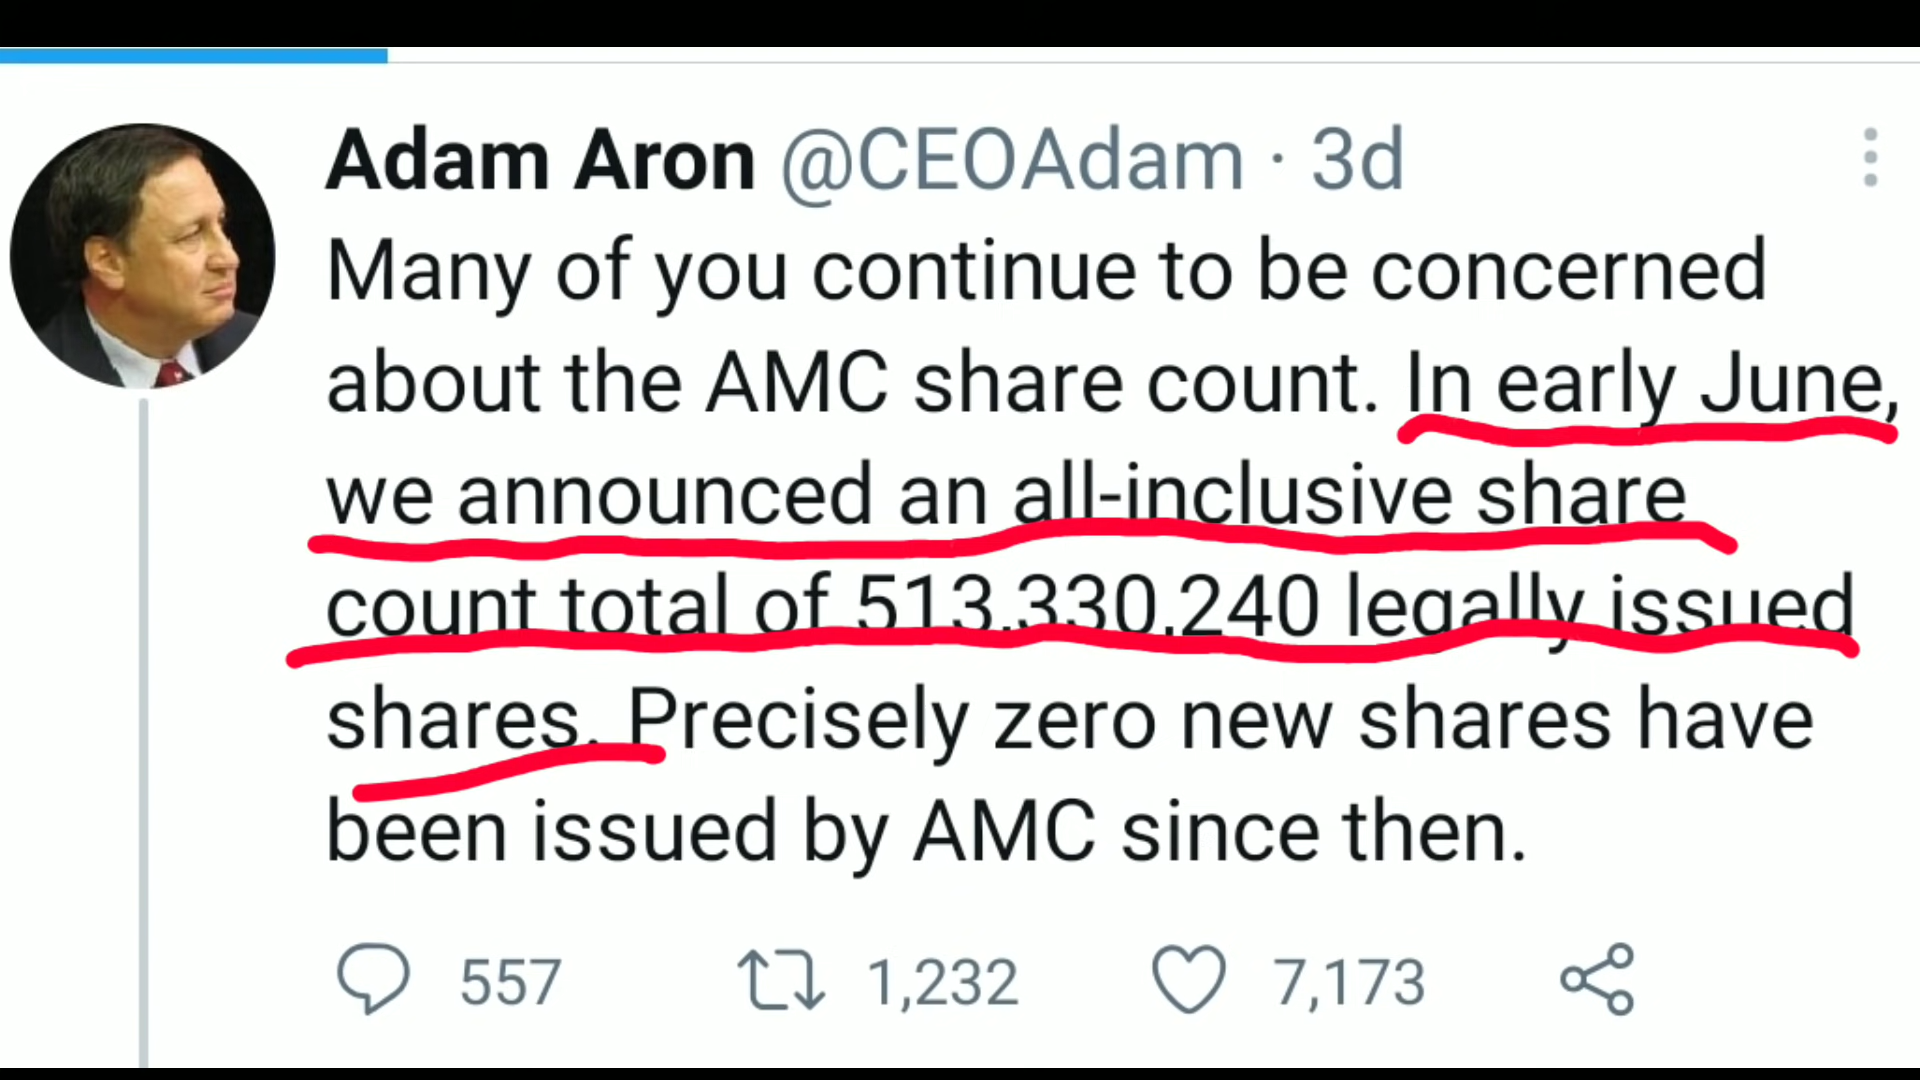 Adam Aron @CEOAdam · 3d
Many of you continue to be concerned
about the AMC share count. In early June,
we announced an all-inclusive share
count total of 513,330,240 legally issued
shares. Precisely zero new shares have
been issued by AMC since then.
557 1,232 7,173